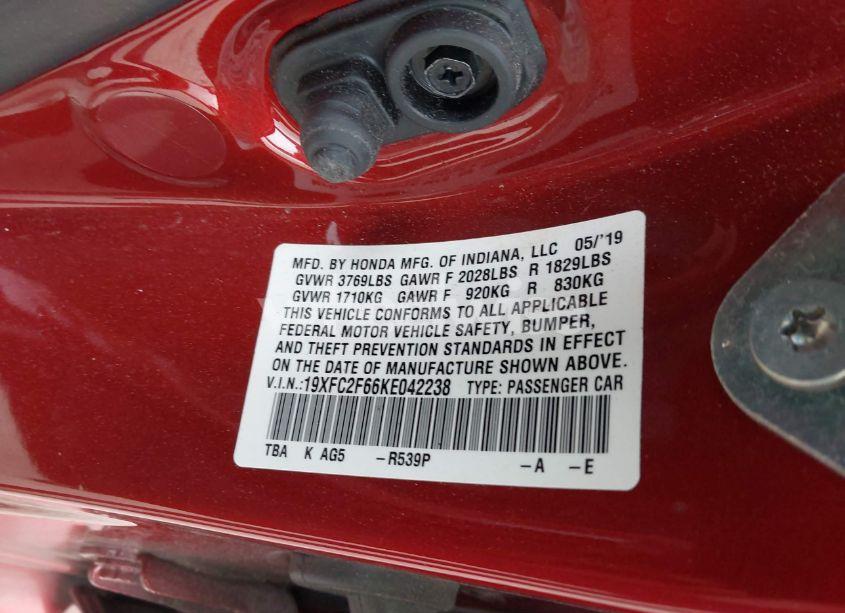 MFD. BY HONDA MFG. OF INDIANA, LLC 05/'19
GVWR 3769LBS GAWR F 2028LBS R 1829LBS
GVWR 1710KG GAWR F 920KG R 830KG
THIS VEHICLE CONFORMS TO ALL APPLICABLE
FEDERAL MOTOR VEHICLE SAFETY, BUMPER,
AND THEFT PREVENTION STANDARDS IN EFFECT
ON THE DATE OF MANUFACTURE SHOWN ABOVE.
V.I.N.:19XFC2F66KE042238 TYPE: PASSENGER CAR
TBA K AG5 -R539P -A -E